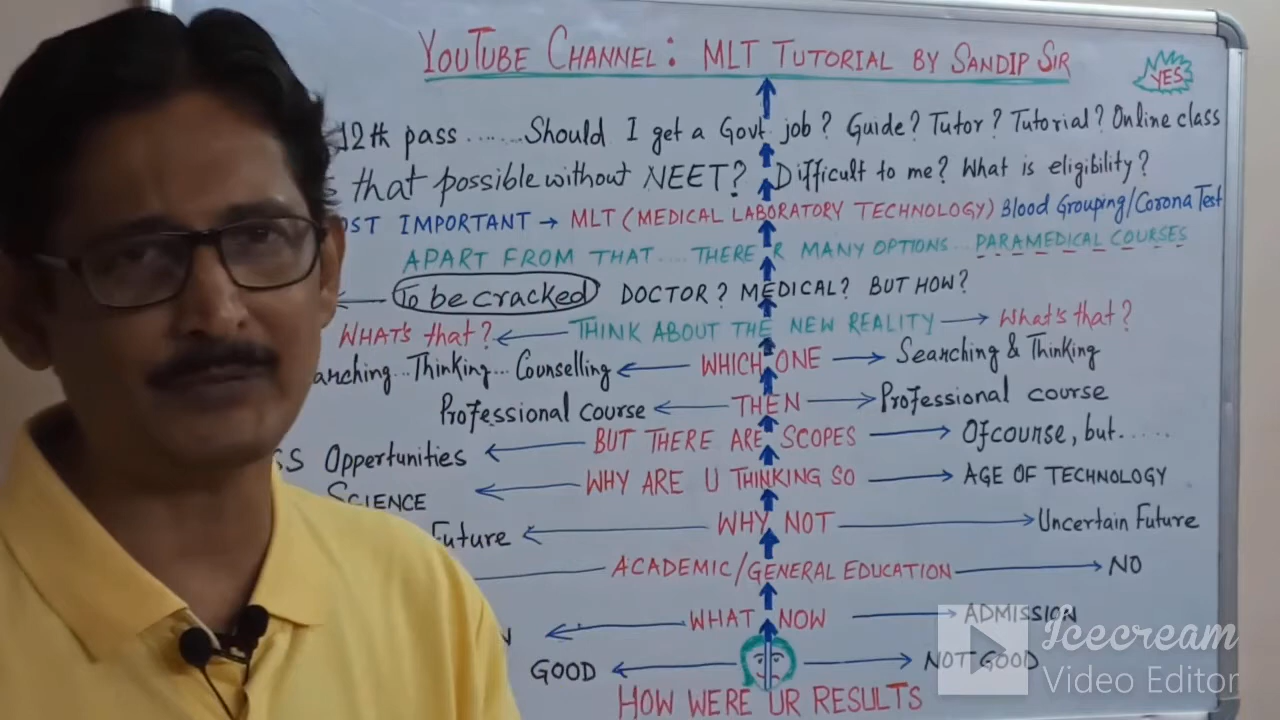 YOUTUBE CHANNEL: MLT TUTORIAL BY SANDIP SIR
YES
12th pass.......Should I get a Govt job? Guide? Tutor? Tutorial? Online class
that possible without NEET? Difficult to me? What is eligibility?
OST IMPORTANT → MLT (MEDICAL LABORATORY TECHNOLOGY) Blood Grouping/Corona Test
APART FROM THAT....THERE R MANY OPTIONS...PARAMEDICAL COURSES
← To be cracked DOCTOR? MEDICAL? BUT HOW?
WHAT'S that? ← THINK ABOUT THE NEW REALITY → WHAT'S that?
arching...Thinking...Counselling ← WHICH ONE → Searching & Thinking
Professional course ← THEN → Professional course
SS Oppertunities ← BUT THERE ARE SCOPES → Ofcourse, but......
SCIENCE ← WHY ARE U THINKING SO → AGE OF TECHNOLOGY
Future ← WHY NOT → Uncertain Future
ACADEMIC/GENERAL EDUCATION → NO
N ← WHAT NOW → ADMISSION
GOOD ← → NOT GOOD
HOW WERE UR RESULTS
Icecream
Video Editor